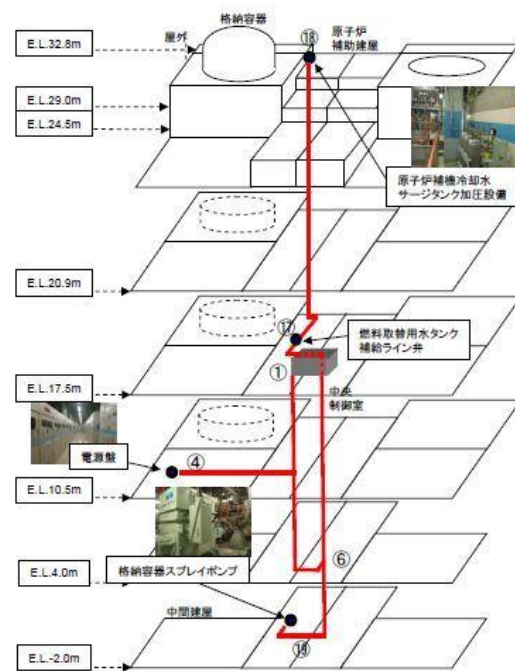 格納容器
屋外
⑱
原子炉
補助建屋
E.L.32.8m
E.L.29.0m
E.L.24.5m
原子炉補機冷却水
サージタンク加圧設備
E.L.20.9m
⑰
燃料取替用水タンク
補給ライン弁
①
中央
制御室
E.L.17.5m
電源盤
④
E.L.10.5m
⑥
E.L.4.0m
格納容器スプレイポンプ
中間建屋
⑲
E.L.-2.0m